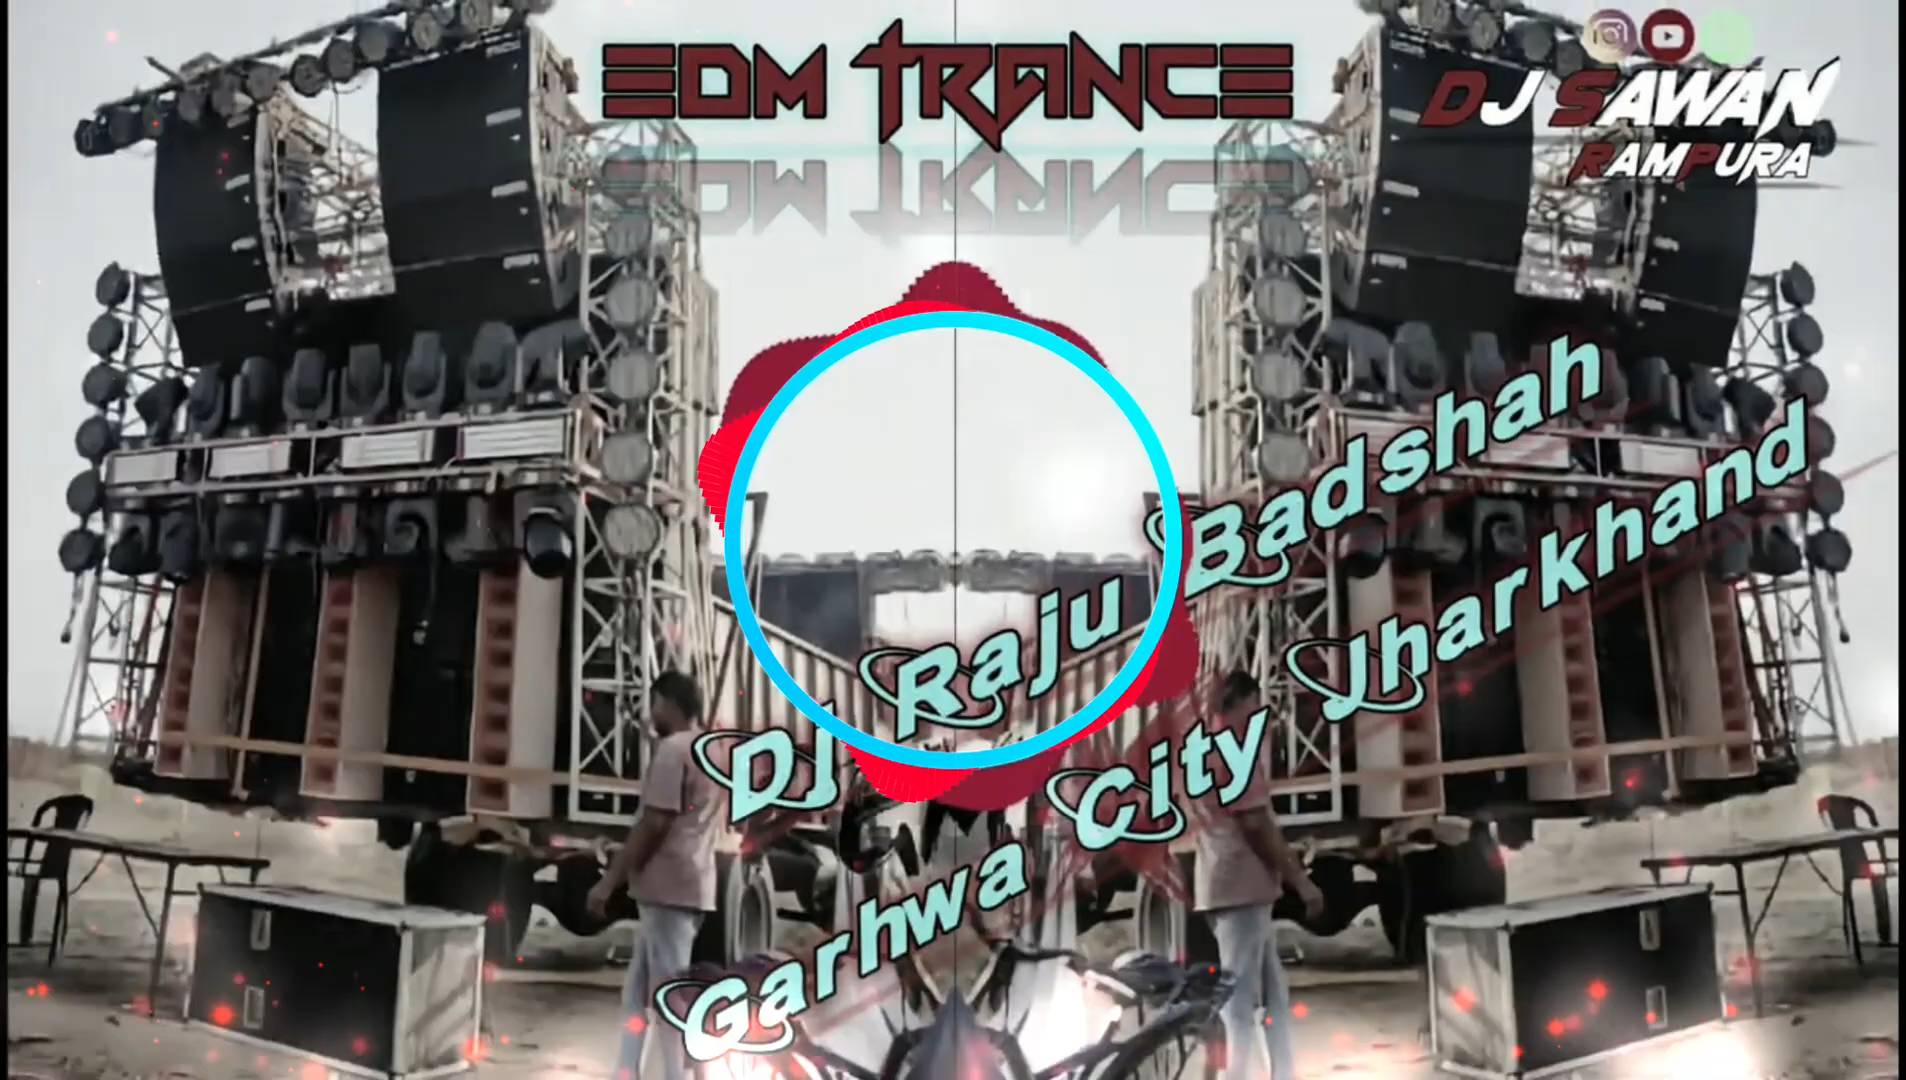 EDM TRANCE
DJ SAWAN
RAMPURA
DJ Raju Badshah
Garhwa City Jharkhand